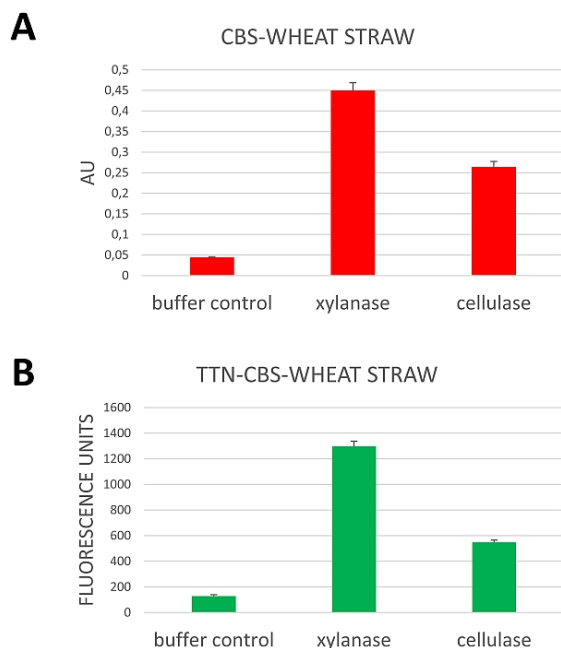 A
CBS-WHEAT STRAW
0,5
0,45
0,4
0,35
0,3
0,25
0,2
0,15
0,1
0,05
0
AU
buffer control xylanase cellulase
B
TTN-CBS-WHEAT STRAW
1600
1400
1200
1000
800
600
400
200
0
FLUORESCENCE UNITS
buffer control xylanase cellulase